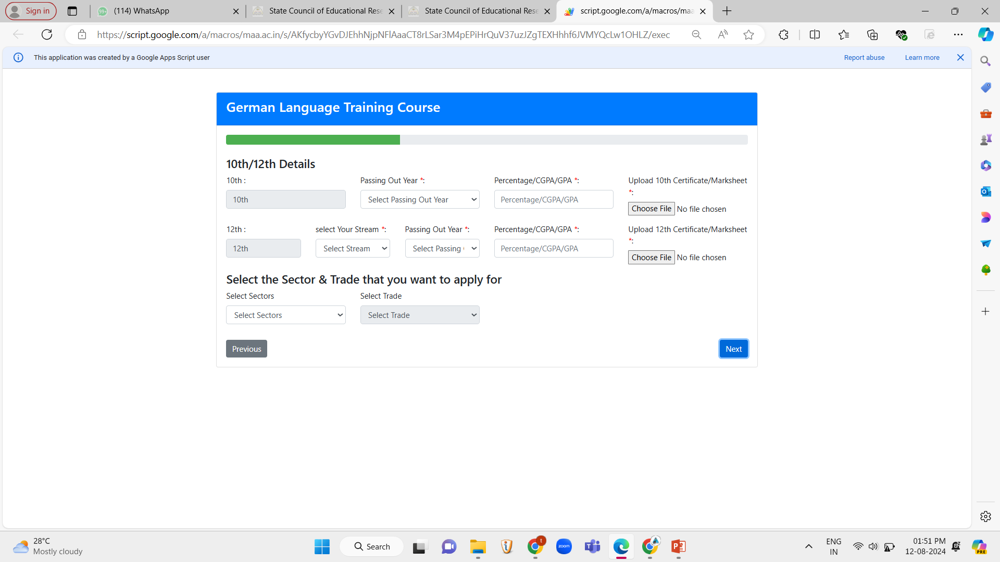 Sign in
(114) WhatsApp
State Council of Educational Rese
State Council of Educational Rese
script.google.com/a/macros/maa
https://script.google.com/a/macros/maa.ac.in/s/AKfycbyYGvDJEhhNjpNFlAaaCT8rLSar3M4pEPiHrQuV37uzJZgTEXHhhf6JVMYQcLw1OHLZ/exec
This application was created by a Google Apps Script user
Report abuse
Learn more
German Language Training Course
10th/12th Details
10th :
Passing Out Year *:
Percentage/CGPA/GPA *:
Upload 10th Certificate/Marksheet
*:
10th
Select Passing Out Year
Percentage/CGPA/GPA
Choose File No file chosen
12th :
select Your Stream *:
Passing Out Year *:
Percentage/CGPA/GPA *:
Upload 12th Certificate/Marksheet
*:
12th
Select Stream
Select Passing
Percentage/CGPA/GPA
Choose File No file chosen
Select the Sector & Trade that you want to apply for
Select Sectors
Select Trade
Select Sectors
Select Trade
Previous
Next
28°C
Mostly cloudy
Search
zoom
ENG
IN
01:51 PM
12-08-2024
PRE